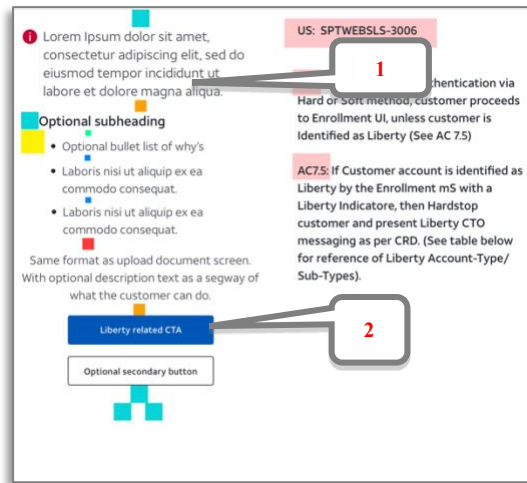 Lorem Ipsum dolor sit amet,
consectetur adipiscing elit, sed do
eiusmod tempor incididunt ut
labore et dolore magna aliqua.
Optional subheading
• Optional bullet list of why's
• Laboris nisi ut aliquip ex ea
commodo consequat.
• Laboris nisi ut aliquip ex ea
commodo consequat.
Same format as upload document screen.
With optional description text as a segway of
what the customer can do.
Liberty related CTA
Optional secondary button
US: SPTWEBSLS-3006
1
thentication via
Hard or Soft method, customer proceeds
to Enrollment UI, unless customer is
Identified as Liberty (See AC 7.5)
AC7.5: If Customer account is identified as
Liberty by the Enrollment mS with a
Liberty Indicatore, then Hardstop
customer and present Liberty CTO
messaging as per CRD. (See table below
for reference of Liberty Account-Type/
Sub-Types).
2